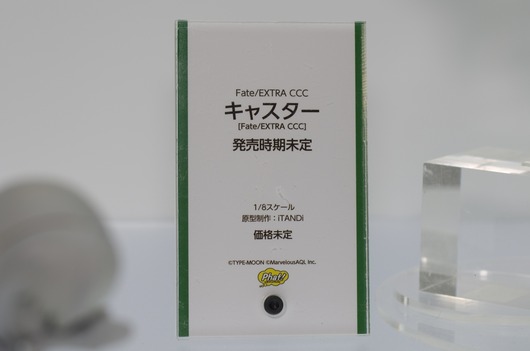 Fate/EXTRA CCC
キャスター
[Fate/EXTRA CCC]
発売時期未定
1/8スケール
原型制作：iTANDi
価格未定
©TYPE-MOON ©MarvelousAQL Inc.
Phat!